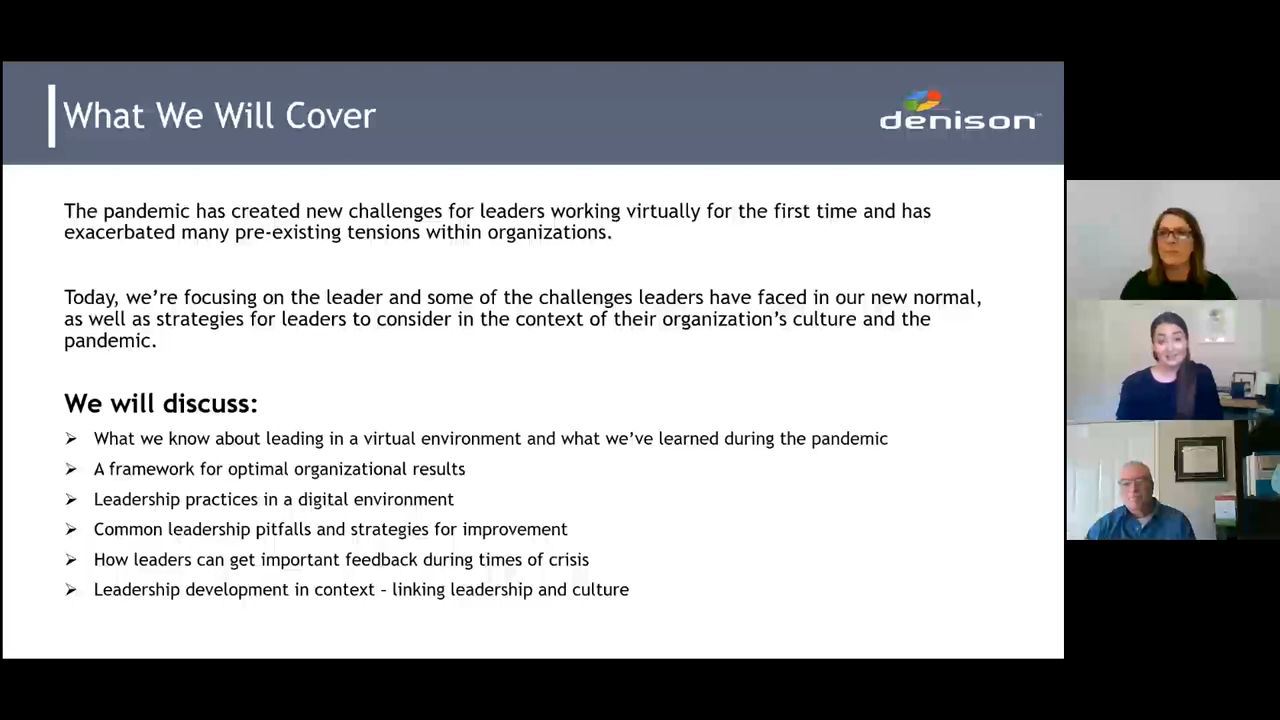 What We Will Cover
denison
The pandemic has created new challenges for leaders working virtually for the first time and has
exacerbated many pre-existing tensions within organizations.
Today, we’re focusing on the leader and some of the challenges leaders have faced in our new normal,
as well as strategies for leaders to consider in the context of their organization’s culture and the
pandemic.
We will discuss:
➢ What we know about leading in a virtual environment and what we’ve learned during the pandemic
➢ A framework for optimal organizational results
➢ Leadership practices in a digital environment
➢ Common leadership pitfalls and strategies for improvement
➢ How leaders can get important feedback during times of crisis
➢ Leadership development in context – linking leadership and culture